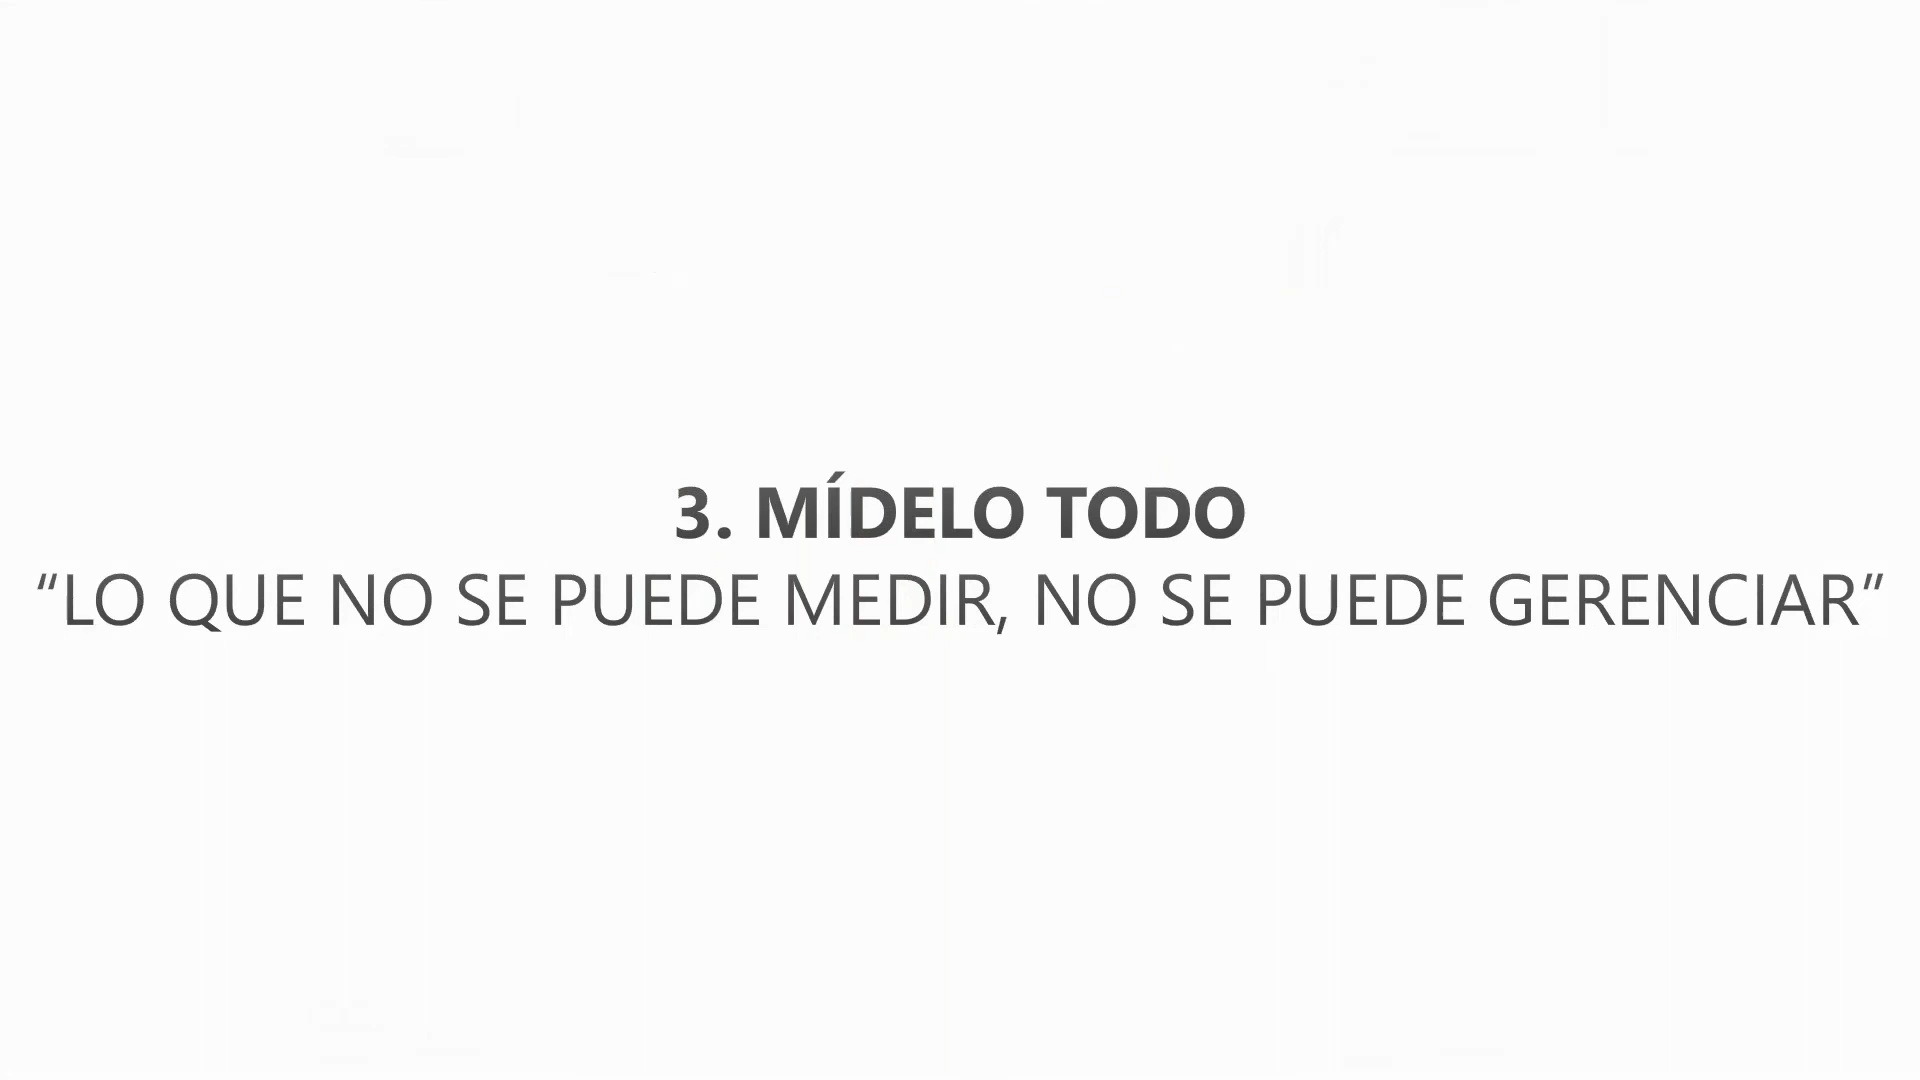 3. MÍDELO TODO
“LO QUE NO SE PUEDE MEDIR, NO SE PUEDE GERENCIAR”